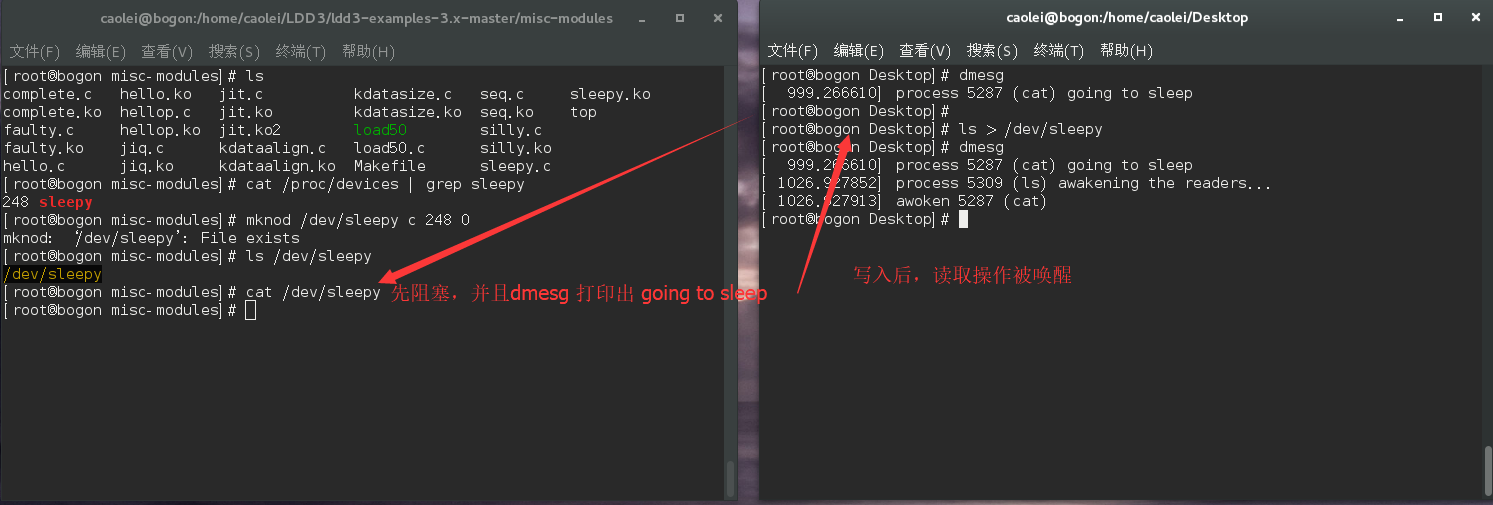 caolei@bogon:/home/caolei/LDD3/ldd3-examples-3.x-master/misc-modules
文件(F) 编辑(E) 查看(V) 搜索(S) 终端(T) 帮助(H)
[root@bogon misc-modules]# ls
complete.c hello.ko jit.c kdatasize.c seq.c sleepy.ko
complete.ko hellop.c jit.ko kdatasize.ko seq.ko top
faulty.c hellop.ko jit.ko2 load50 silly.c
faulty.ko jiq.c kdataalign.c load50.c silly.ko
hello.c jiq.ko kdataalign.ko Makefile sleepy.c
[root@bogon misc-modules]# cat /proc/devices | grep sleepy
248 sleepy
[root@bogon misc-modules]# mknod /dev/sleepy c 248 0
mknod: ‘/dev/sleepy’: File exists
[root@bogon misc-modules]# ls /dev/sleepy
/dev/sleepy
[root@bogon misc-modules]# cat /dev/sleepy
先阻塞，并且dmesg 打印出 going to sleep
[root@bogon misc-modules]#
caolei@bogon:/home/caolei/Desktop
文件(F) 编辑(E) 查看(V) 搜索(S) 终端(T) 帮助(H)
[root@bogon Desktop]# dmesg
[  999.266610] process 5287 (cat) going to sleep
[root@bogon Desktop]#
[root@bogon Desktop]# ls > /dev/sleepy
[root@bogon Desktop]# dmesg
[  999.266610] process 5287 (cat) going to sleep
[ 1026.927852] process 5309 (ls) awakening the readers...
[ 1026.927913] awoken 5287 (cat)
[root@bogon Desktop]#
写入后，读取操作被唤醒